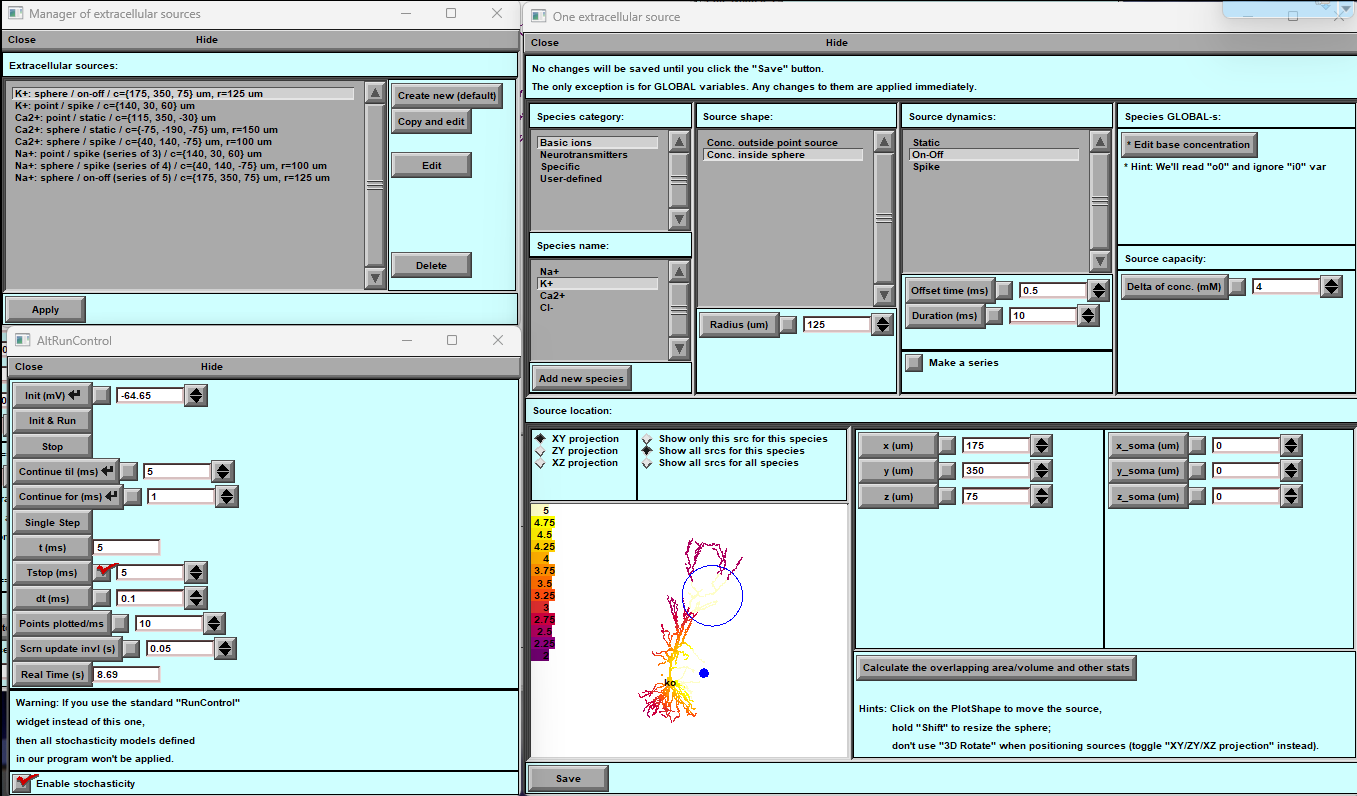 Manager of extracellular sources
Close Hide
Extracellular sources:
K+: sphere / on-off / c={175, 350, 75} um, r=125 um
K+: point / spike / c={140, 30, 60} um
Ca2+: point / static / c={115, 350, -30} um
Ca2+: sphere / static / c={-75, -190, -75} um, r=150 um
Ca2+: sphere / spike / c={40, 140, -75} um, r=100 um
Na+: point / spike (series of 3) / c={140, 30, 60} um
Na+: sphere / spike (series of 4) / c={40, 140, -75} um, r=100 um
Na+: sphere / on-off (series of 5) / c={175, 350, 75} um, r=125 um
Create new (default)
Copy and edit
Edit
Delete
Apply
AltRunControl
Close Hide
Init (mV) -64.65
Init & Run
Stop
Continue til (ms) 5
Continue for (ms) 1
Single Step
t (ms) 5
Tstop (ms) 5
dt (ms) 0.1
Points plotted/ms 10
Scrn update invl (s) 0.05
Real Time (s) 8.69
Warning: If you use the standard "RunControl"
widget instead of this one,
then all stochasticity models defined
in our program won't be applied.
Enable stochasticity
One extracellular source
Close Hide
No changes will be saved until you click the "Save" button.
The only exception is for GLOBAL variables. Any changes to them are applied immediately.
Species category:
Basic ions
Neurotransmitters
Specific
User-defined
Species name:
Na+
K+
Ca2+
Cl-
Add new species
Source shape:
Conc. outside point source
Conc. inside sphere
Radius (um) 125
Source dynamics:
Static
On-Off
Spike
Offset time (ms) 0.5
Duration (ms) 10
Make a series
Species GLOBAL-s:
* Edit base concentration
* Hint: We'll read "o0" and ignore "i0" var
Source capacity:
Delta of conc. (mM) 4
Source location:
XY projection
ZY projection
XZ projection
Show only this src for this species
Show all srcs for this species
Show all srcs for all species
5
4.75
4.5
4.25
4
3.75
3.5
3.25
3
2.75
2.5
2.25
2
ko
x (um) 175
y (um) 350
z (um) 75
x_soma (um) 0
y_soma (um) 0
z_soma (um) 0
Calculate the overlapping area/volume and other stats
Hints: Click on the PlotShape to move the source,
hold "Shift" to resize the sphere;
don't use "3D Rotate" when positioning sources (toggle "XY/ZY/XZ projection" instead).
Save